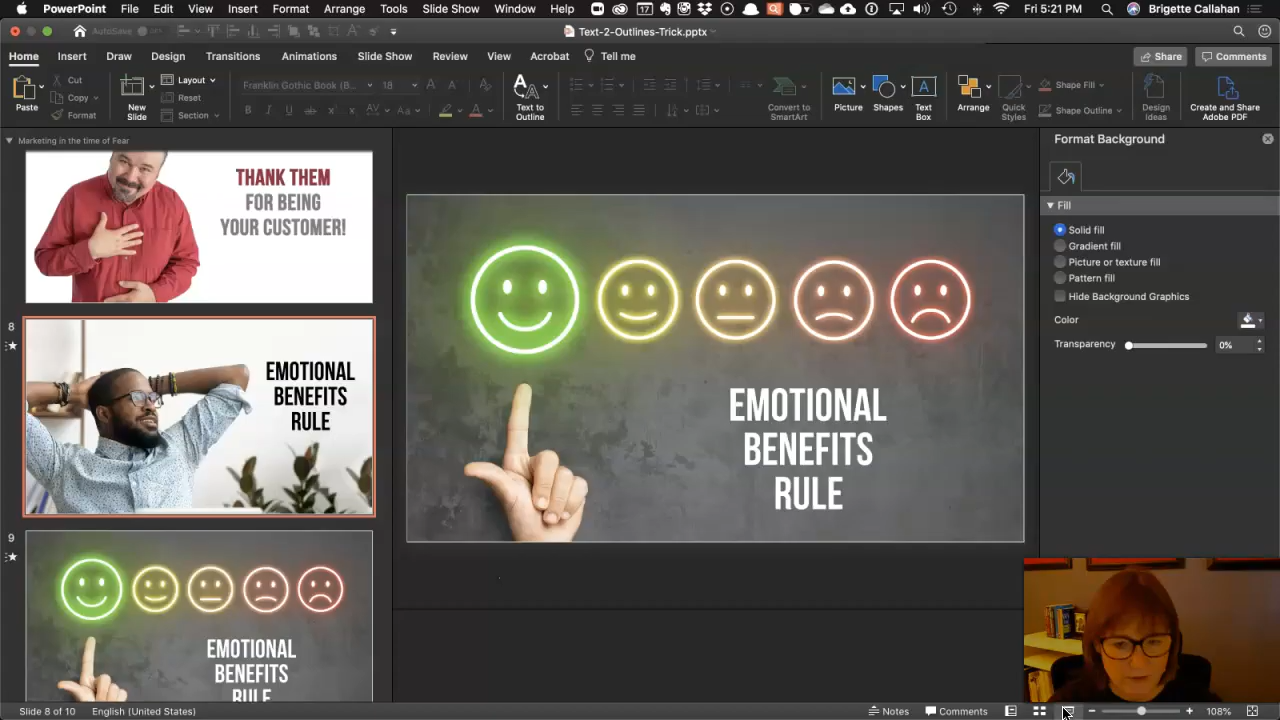 PowerPoint File Edit View Insert Format Arrange Tools Slide Show Window Help 17 Fri 5:21 PM Brigette Callahan
AutoSave Text-2-Outlines-Trick.pptx
Home Insert Draw Design Transitions Animations Slide Show Review View Acrobat Tell me Share Comments
Paste Cut Copy Format
New Slide Layout Reset Section
Franklin Gothic Book (B... 18
Text to Outline
Convert to SmartArt
Picture Shapes Text Box Arrange Quick Styles Shape Fill Shape Outline
Design Ideas Create and Share Adobe PDF
Marketing in the time of Fear
THANK THEM
FOR BEING
YOUR CUSTOMER!
8
EMOTIONAL
BENEFITS
RULE
9
EMOTIONAL
BENEFITS
RULE
EMOTIONAL
BENEFITS
RULE
Format Background
Fill
Solid fill
Gradient fill
Picture or texture fill
Pattern fill
Hide Background Graphics
Color
Transparency 0%
Slide 8 of 10 English (United States) Notes Comments 108%